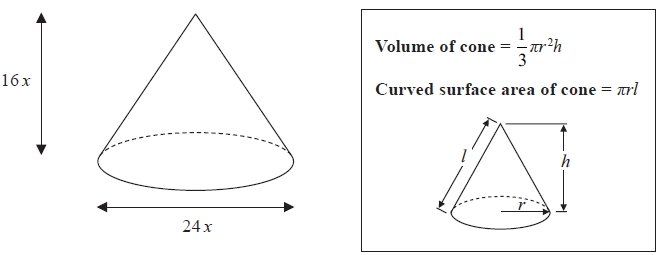 16x
24x
Volume of cone = 1/3 πr²h
Curved surface area of cone = πrl
l
h
r